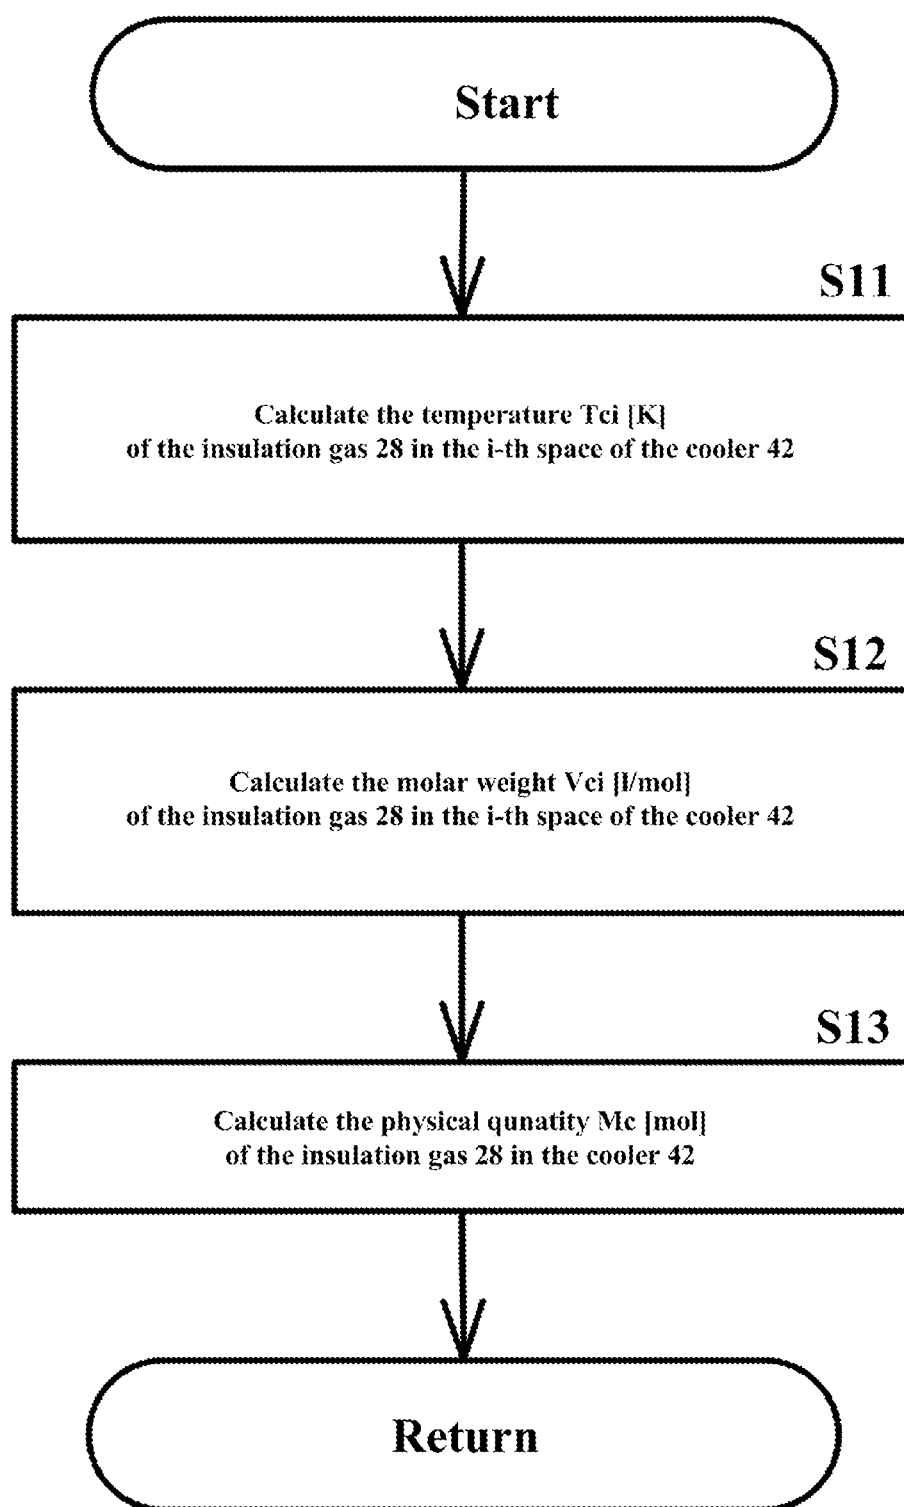 Start
S11
Calculate the temperature Tci [K]
of the insulation gas 28 in the i-th space of the cooler 42
S12
Calculate the molar weight Vci [l/mol]
of the insulation gas 28 in the i-th space of the cooler 42
S13
Calculate the physical qunatity Mc [mol]
of the insulation gas 28 in the cooler 42
Return